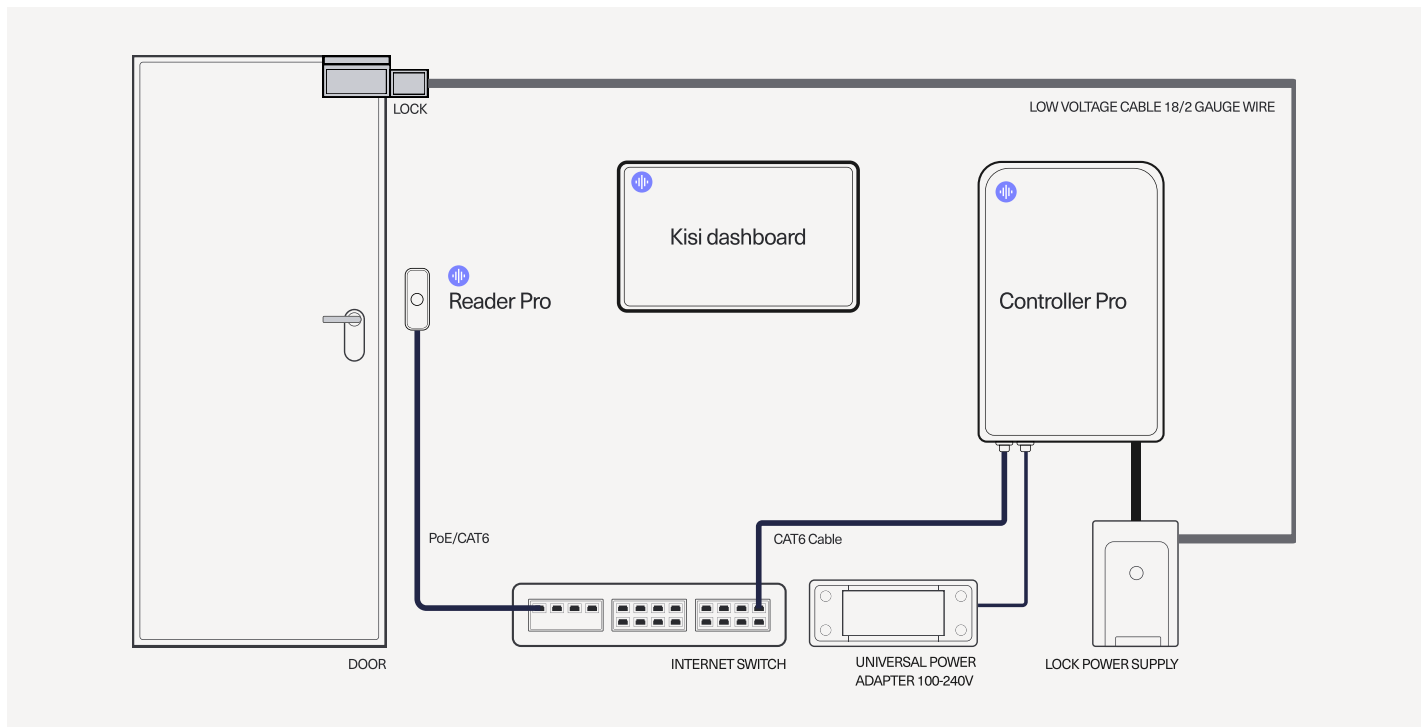 LOCK
LOW VOLTAGE CABLE 18/2 GAUGE WIRE
Kisi dashboard
Reader Pro
Controller Pro
PoE/CAT6
CAT6 Cable
DOOR
INTERNET SWITCH
UNIVERSAL POWER
ADAPTER 100-240V
LOCK POWER SUPPLY